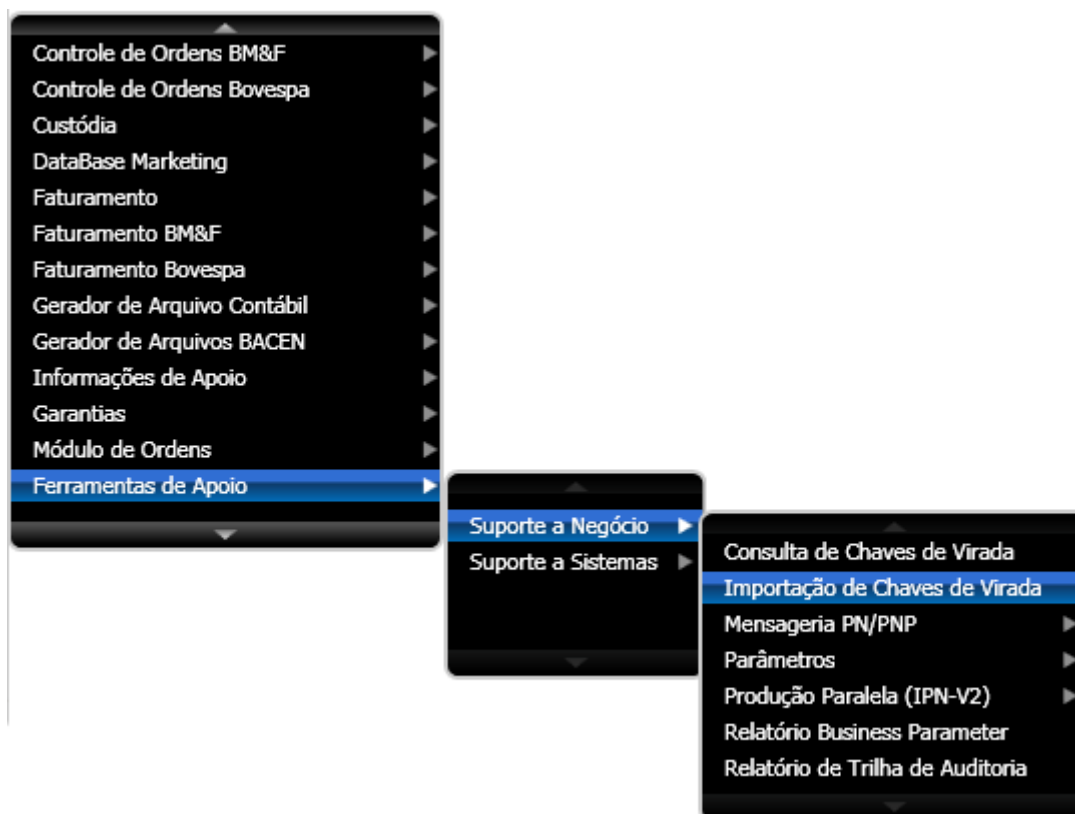 Controle de Ordens BM&F
Controle de Ordens Bovespa
Custódia
DataBase Marketing
Faturamento
Faturamento BM&F
Faturamento Bovespa
Gerador de Arquivo Contábil
Gerador de Arquivos BACEN
Informações de Apoio
Garantias
Módulo de Ordens
Ferramentas de Apoio
Suporte a Negócio
Suporte a Sistemas
Consulta de Chaves de Virada
Importação de Chaves de Virada
Mensageria PN/PNP
Parâmetros
Produção Paralela (IPN-V2)
Relatório Business Parameter
Relatório de Trilha de Auditoria